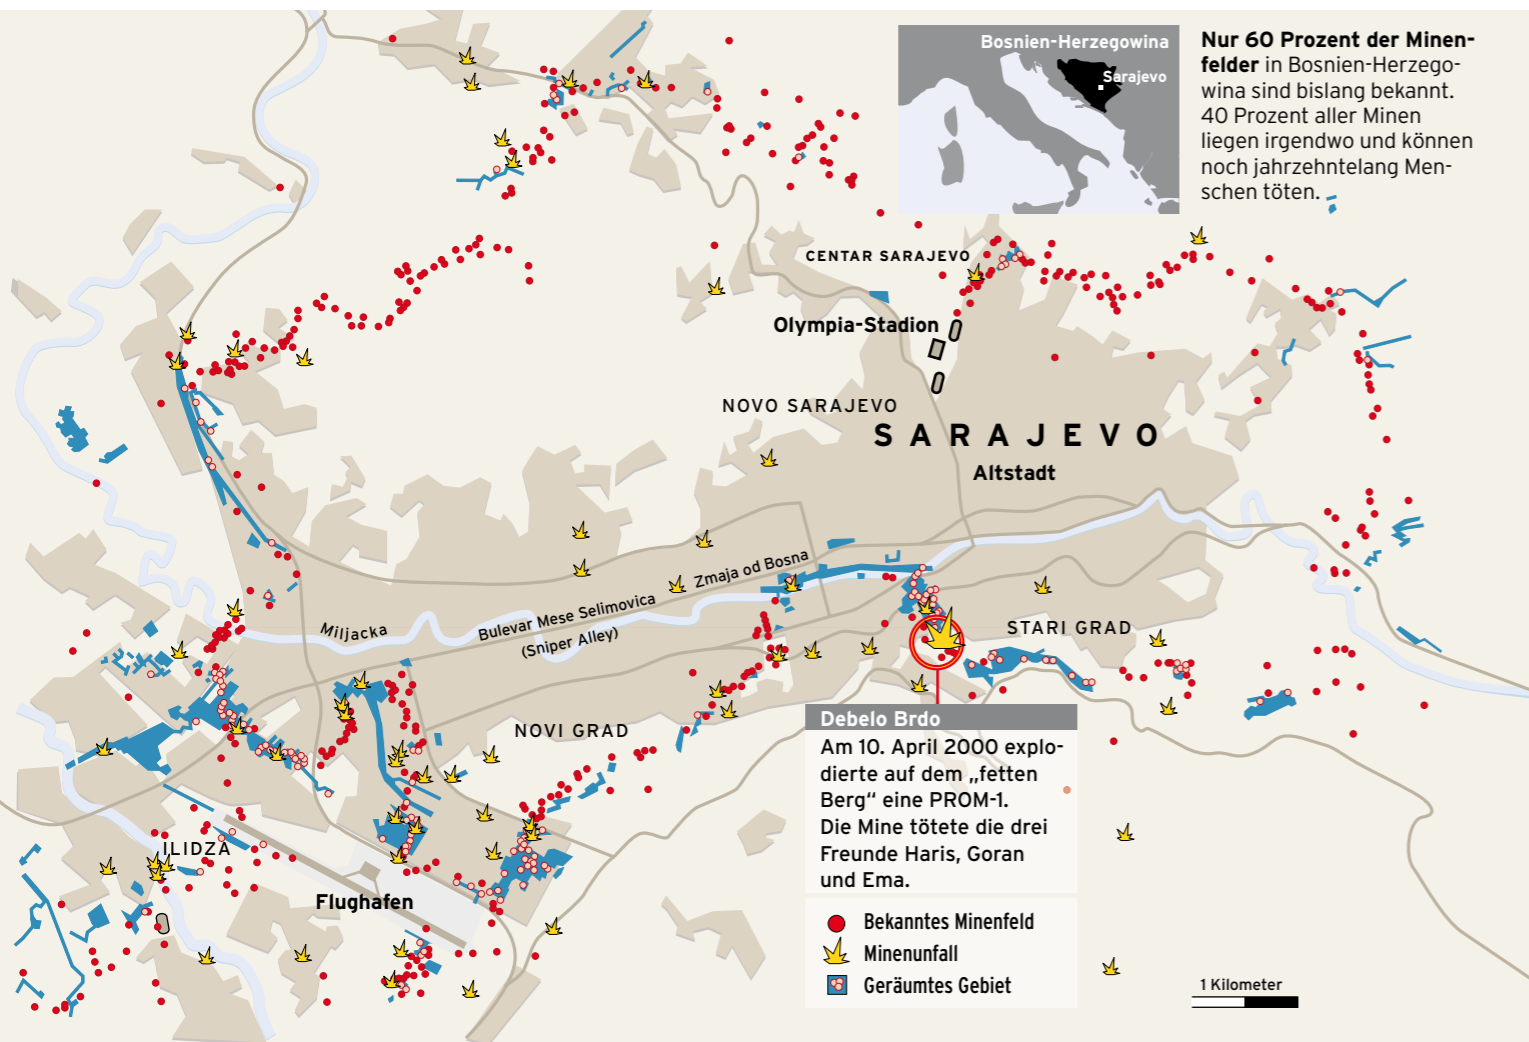 Bosnien-Herzegowina
Sarajevo
Nur 60 Prozent der Minen-
felder in Bosnien-Herzego-
wina sind bislang bekannt.
40 Prozent aller Minen
liegen irgendwo und können
noch jahrzehntelang Men-
schen töten.
CENTAR SARAJEVO
Olympia-Stadion
NOVO SARAJEVO
SARAJEVO
Altstadt
Zmaja od Bosna
Bulevar Mese Selimovica
(Sniper Alley)
Miljacka
STARI GRAD
NOVI GRAD
ILIDZA
Flughafen
Debelo Brdo
Am 10. April 2000 explo-
dierte auf dem „fetten
Berg“ eine PROM-1.
Die Mine tötete die drei
Freunde Haris, Goran
und Ema.
Bekanntes Minenfeld
Minenunfall
Geräumtes Gebiet
1 Kilometer